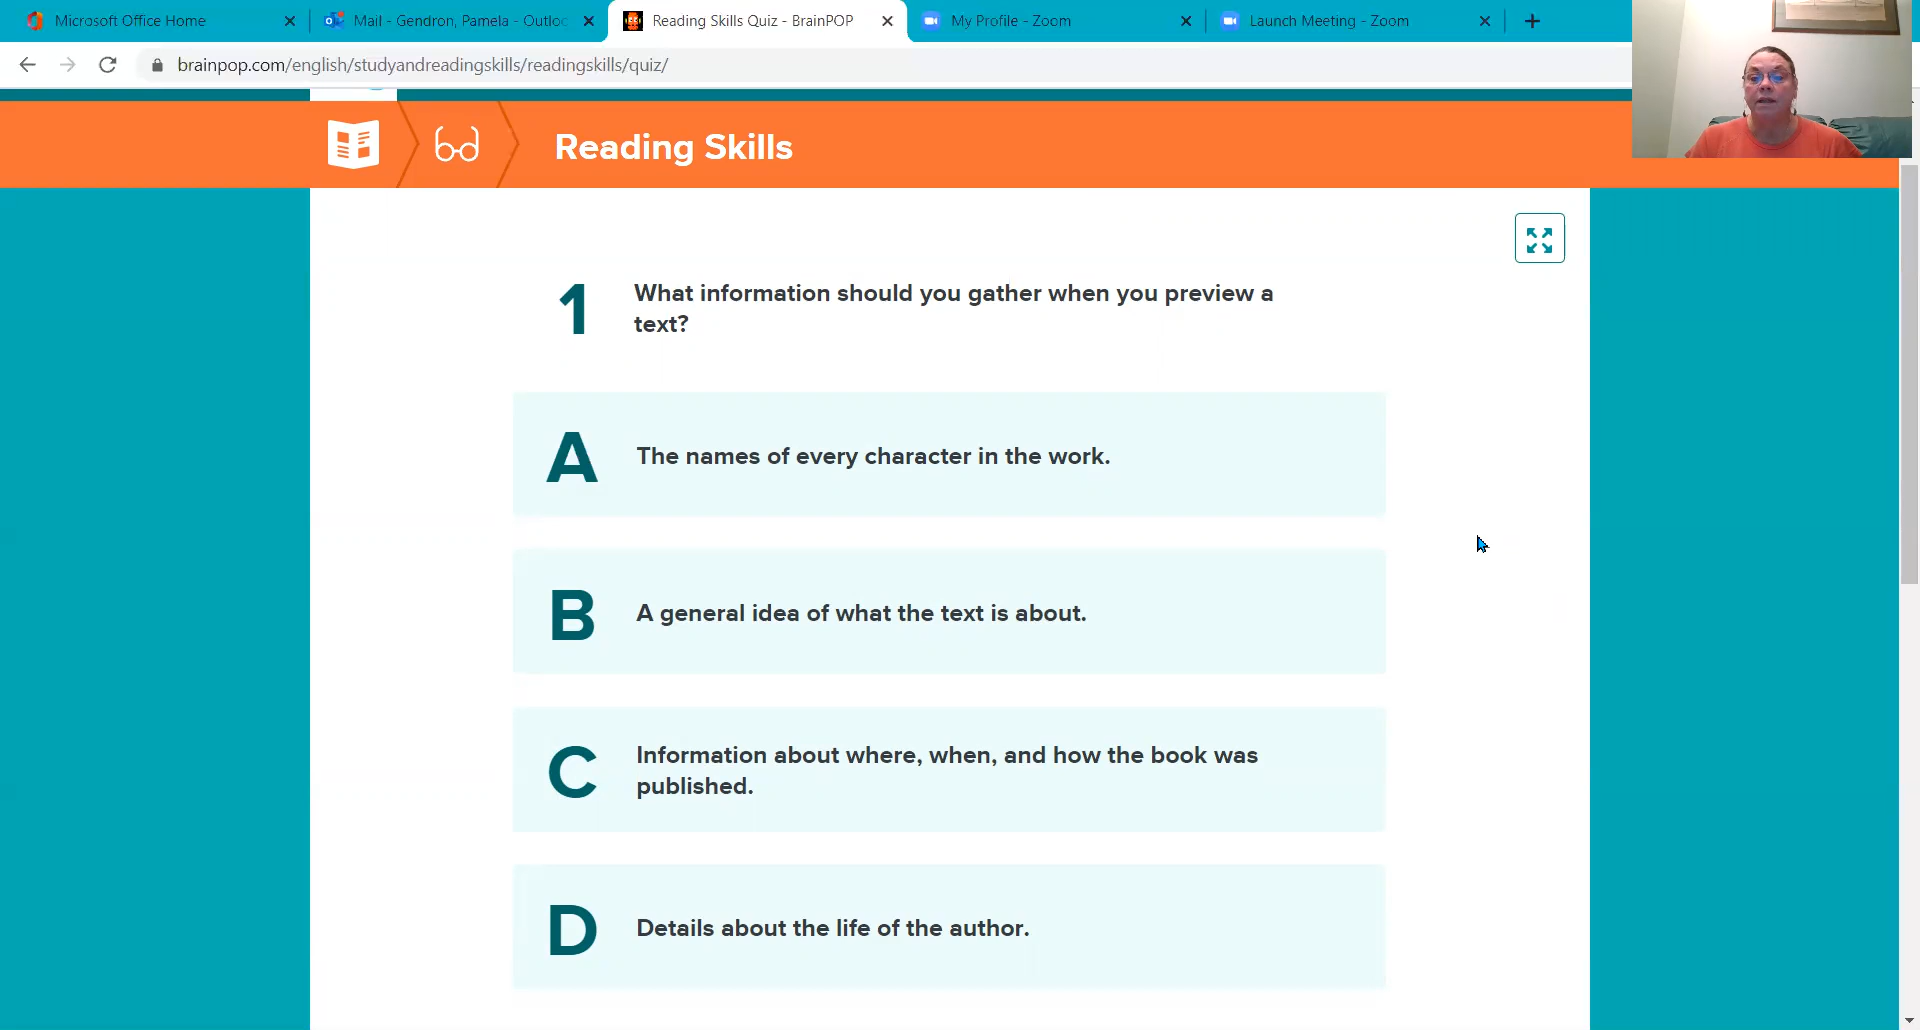 Microsoft Office Home
Mail - Gendron, Pamela - Outloo
Reading Skills Quiz - BrainPOP
My Profile - Zoom
Launch Meeting - Zoom
brainpop.com/english/studyandreadingskills/readingskills/quiz/
Reading Skills
1
What information should you gather when you preview a
text?
A
The names of every character in the work.
B
A general idea of what the text is about.
C
Information about where, when, and how the book was
published.
D
Details about the life of the author.